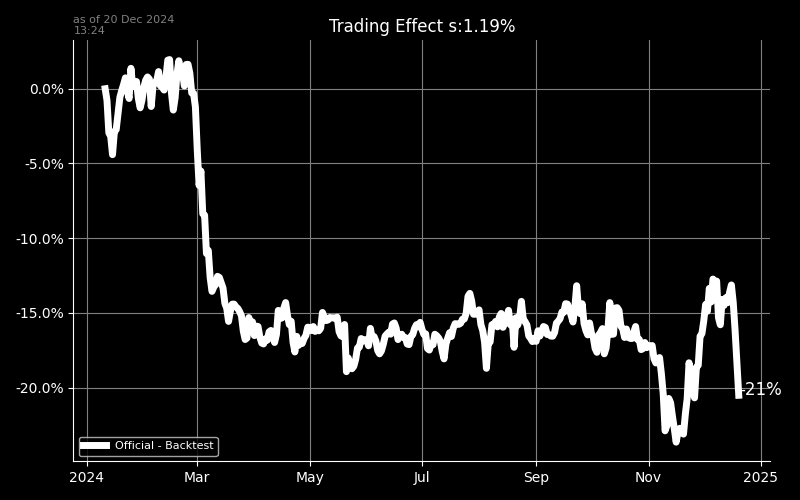 as of 20 Dec 2024
13:24
Trading Effect s:1.19%
0.0%
-5.0%
-10.0%
-15.0%
-20.0%
-21%
Official - Backtest
2024
Mar
May
Jul
Sep
Nov
2025